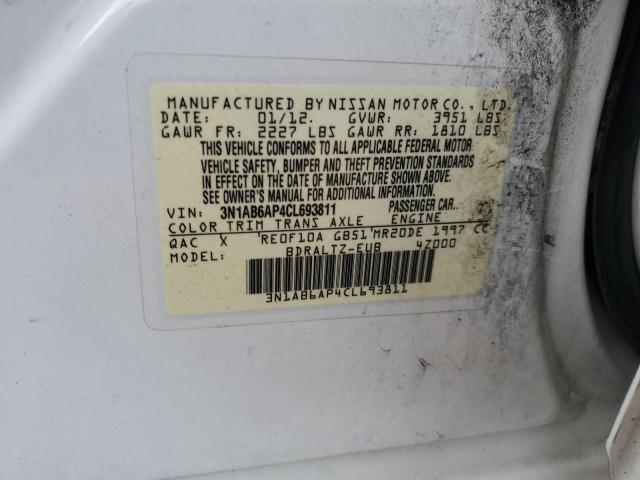 MANUFACTURED BY NISSAN MOTOR CO., LTD.
DATE: 01/12. GVWR: 3951 LBS
GAWR FR: 2227 LBS GAWR RR: 1810 LBS
THIS VEHICLE CONFORMS TO ALL APPLICABLE FEDERAL MOTOR
VEHICLE SAFETY, BUMPER AND THEFT PREVENTION STANDARDS
IN EFFECT ON THE DATE OF MANUFACTURE SHOWN ABOVE.
SEE OWNER'S MANUAL FOR ADDITIONAL INFORMATION.
VIN: 3N1AB6AP4CL693811 PASSENGER CAR
COLOR TRIM TRANS AXLE ENGINE
QAC X RE0F10A GB51 MR20DE 1997 CC
MODEL: BDRALTZ-EUB 4Z000
3N1AB6AP4CL693811